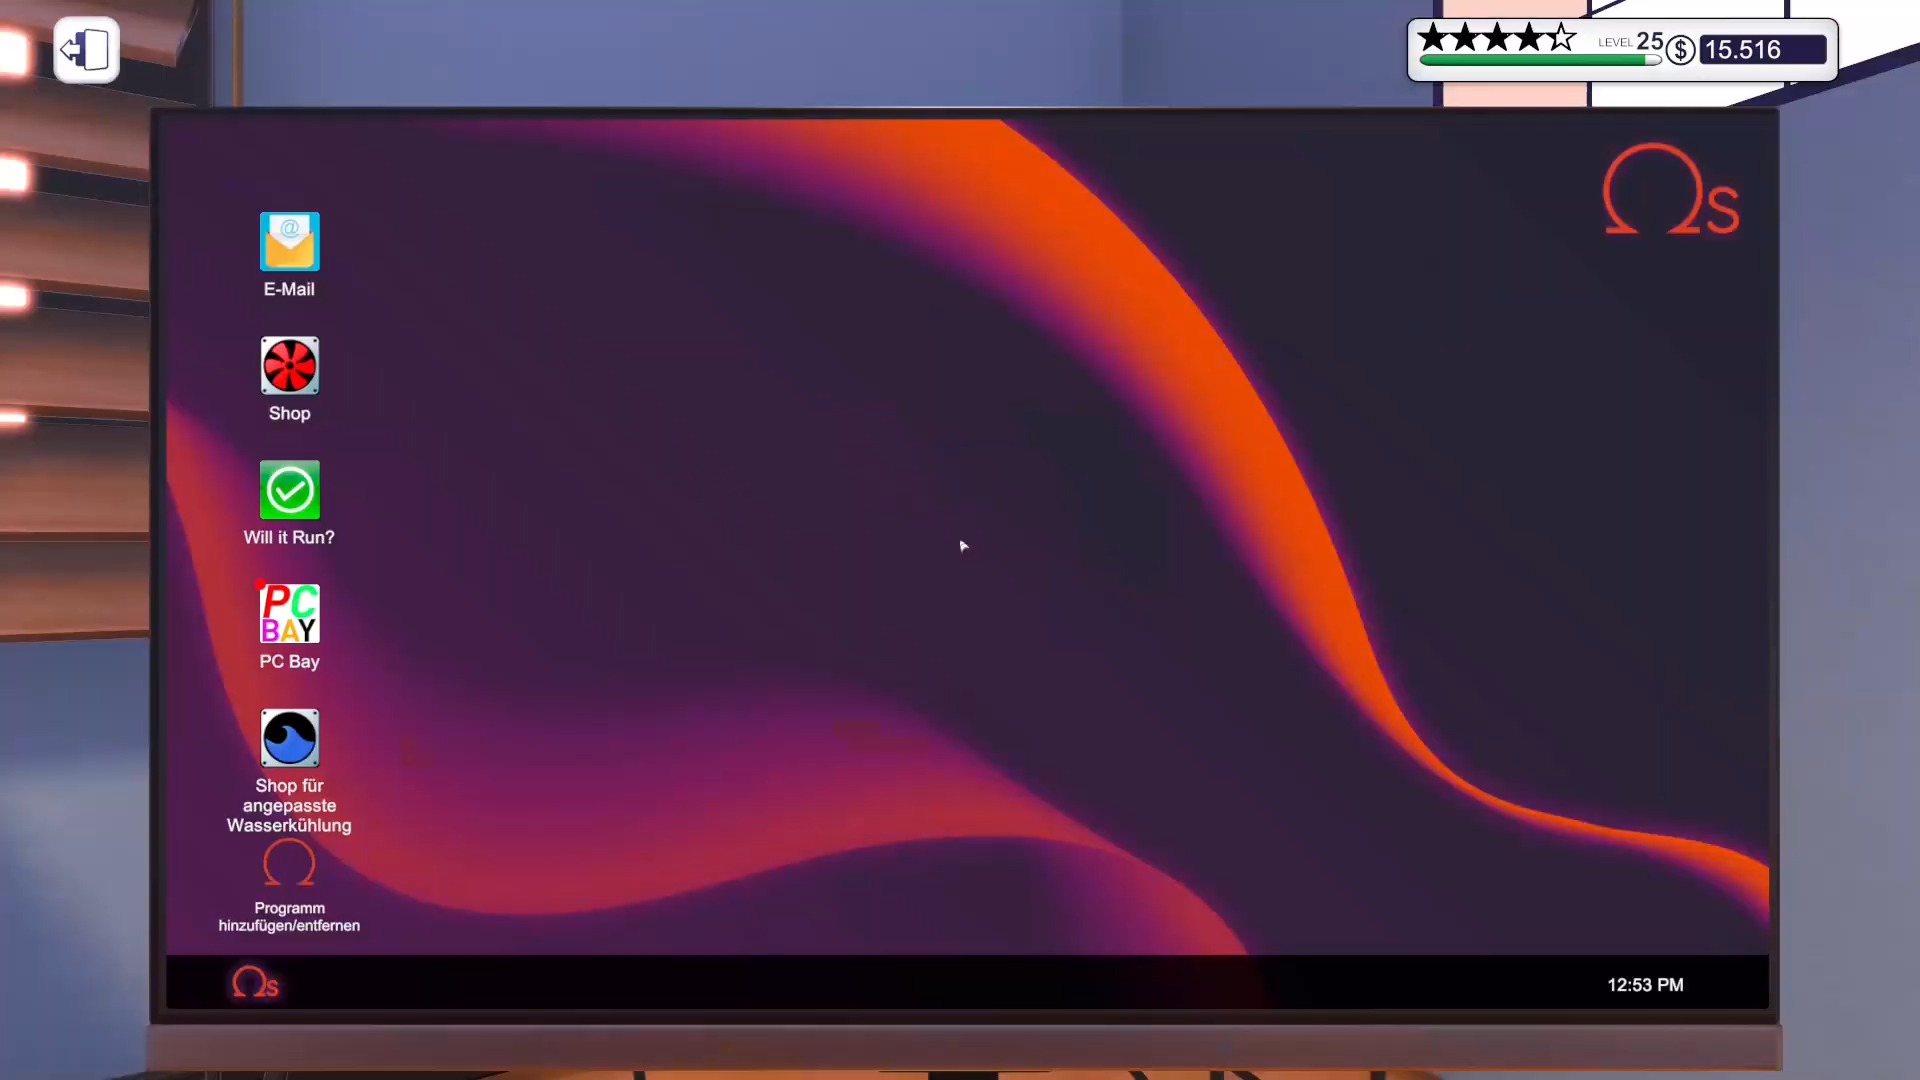 LEVEL 25 $ 15.516
Ωs
@
E-Mail
Shop
Will it Run?
PC
BAY
PC Bay
Shop für
angepasste
Wasserkühlung
Ω
Programm
hinzufügen/entfernen
Ωs
12:53 PM